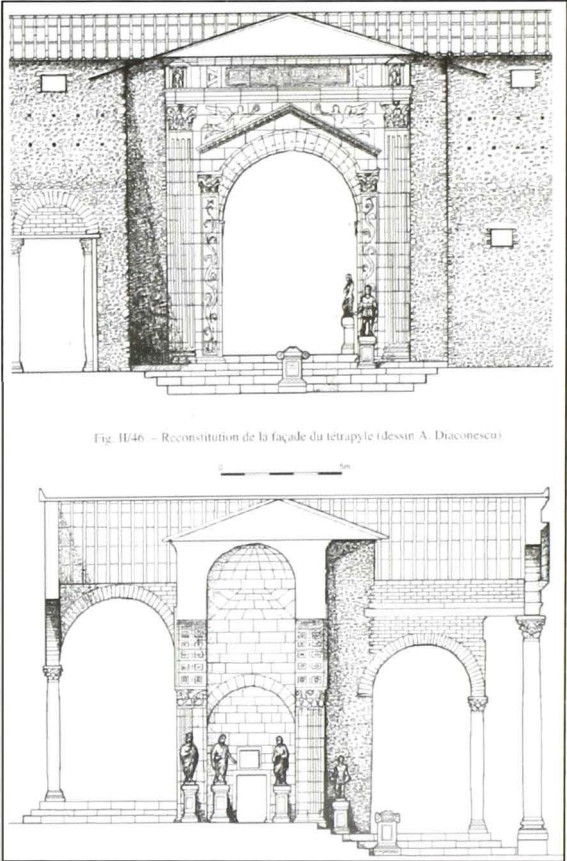 Fig. II/46. – Reconstitution de la façade du tétrapyle (dessin A. Diaconescu)
0 5m